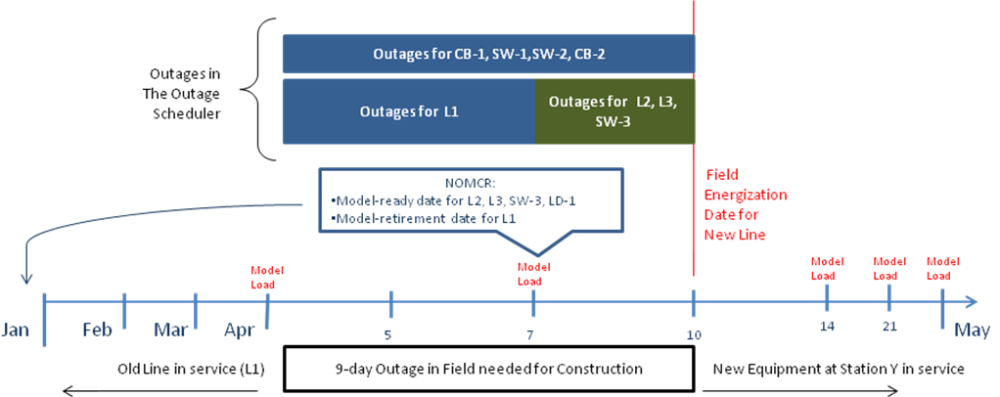 Outages in
The Outage
Scheduler
Outages for CB-1, SW-1,SW-2, CB-2
Outages for L1
Outages for L2, L3,
SW-3
NOMCR:
▪Model-ready date for L2, L3, SW-3, LD-1
▪Model-retirement date for L1
Field
Energization
Date for
New Line
Model
Load
Model
Load
Model
Load
Model
Load
Model
Load
Jan
Feb
Mar
Apr
5
7
10
14
21
May
Old Line in service (L1)
9-day Outage in Field needed for Construction
New Equipment at Station Y in service